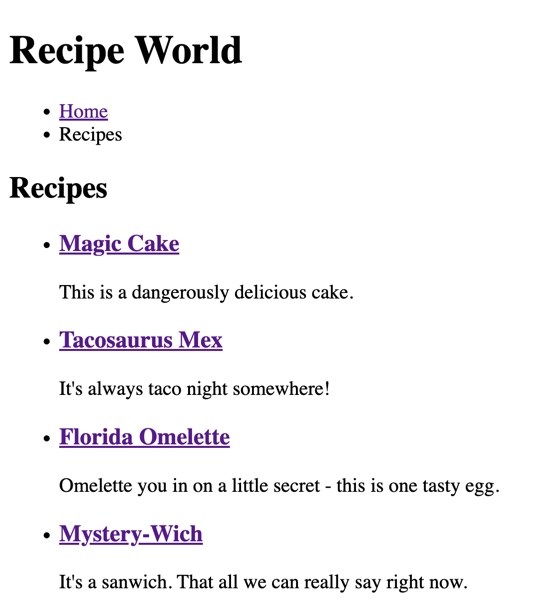 Recipe World
Home
Recipes
Recipes
Magic Cake
This is a dangerously delicious cake.
Tacosaurus Mex
It's always taco night somewhere!
Florida Omelette
Omelette you in on a little secret - this is one tasty egg.
Mystery-Wich
It's a sanwich. That all we can really say right now.